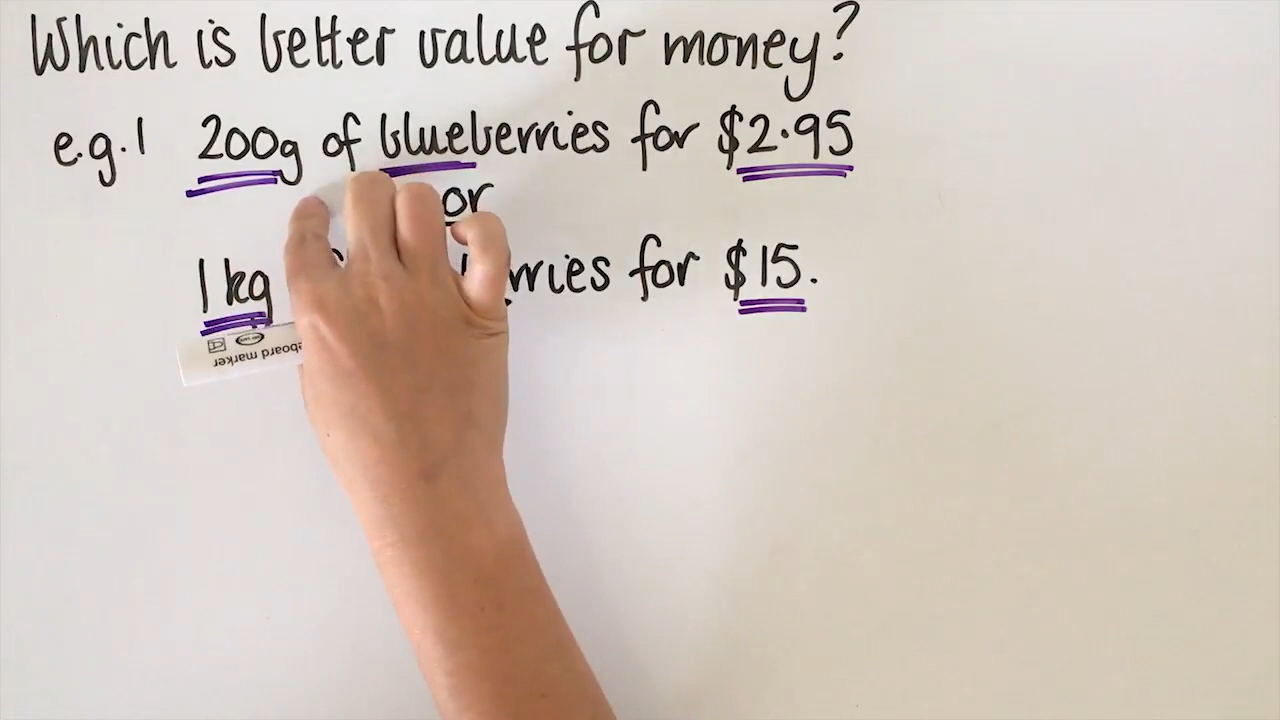 Which is better value for money?
e.g.1 200g of blueberries for $2.95
or
1kg rries for $15.
board marker